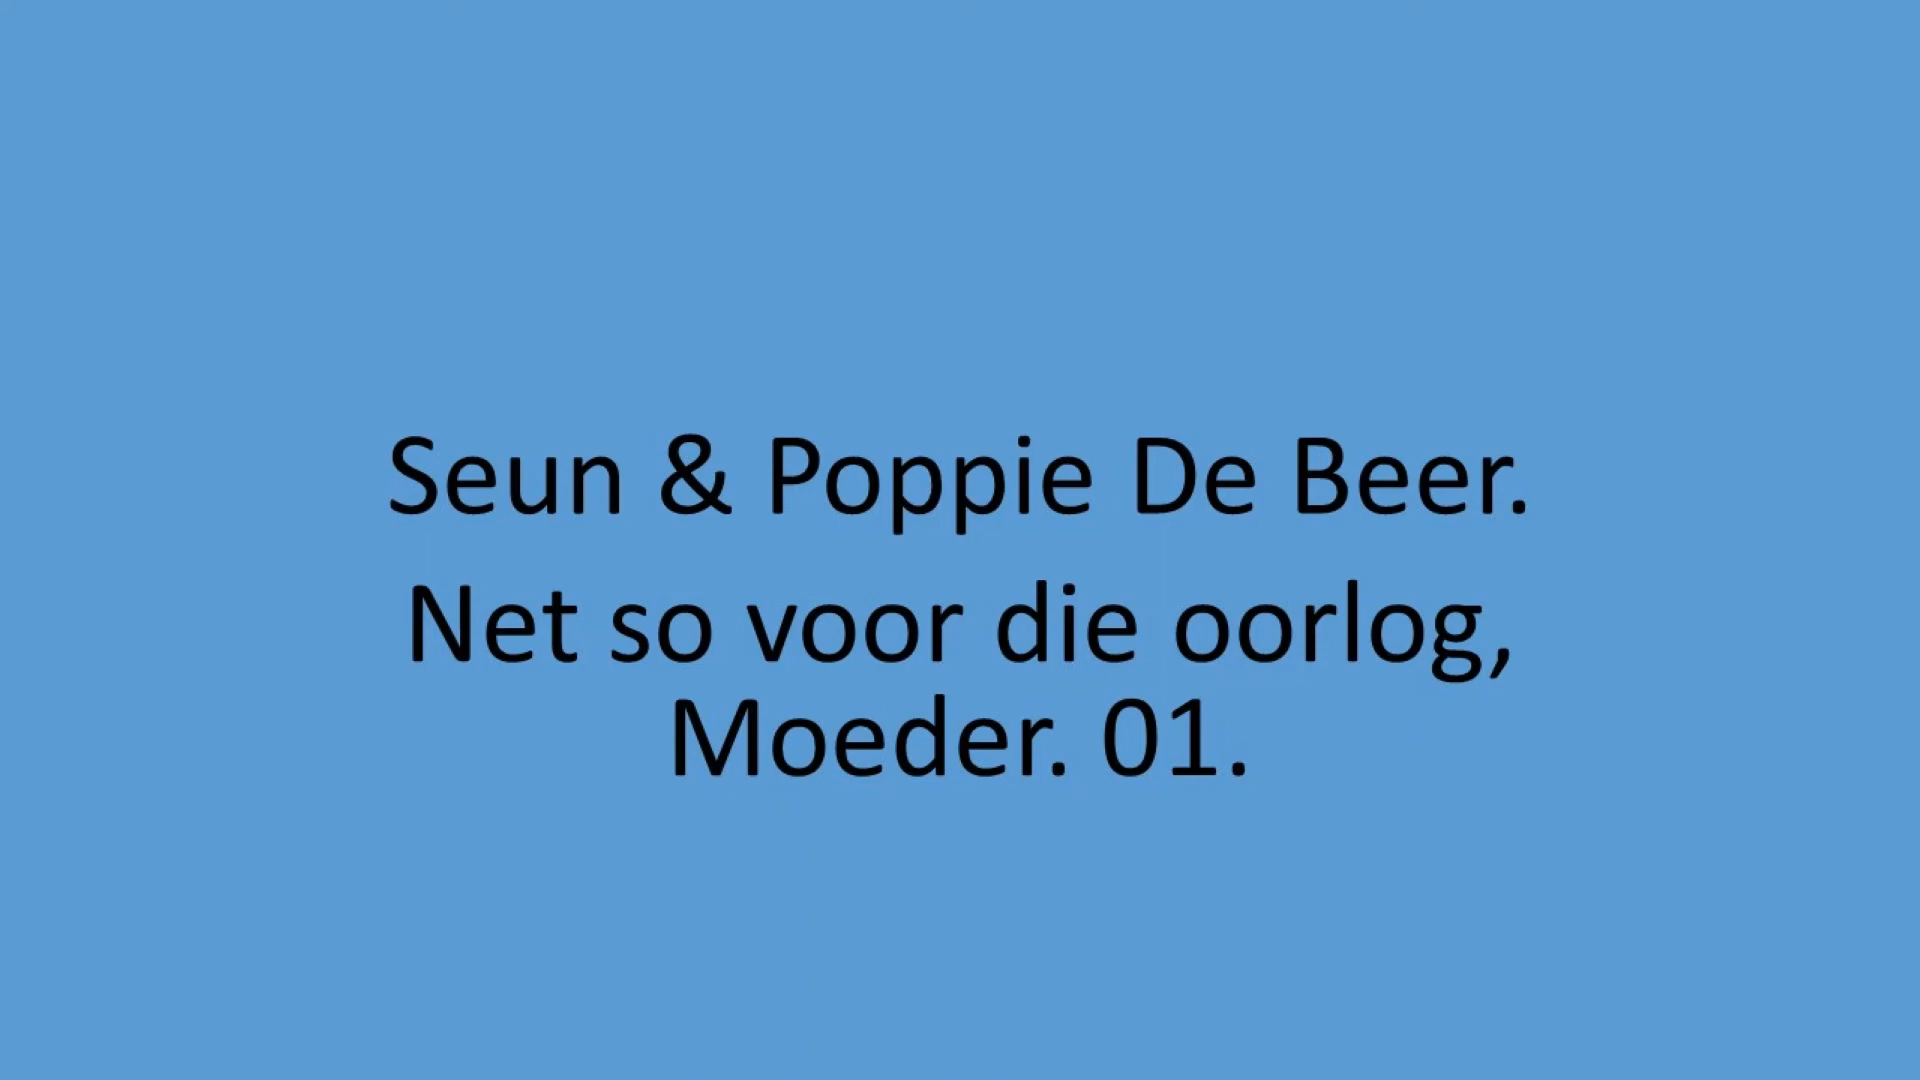 Seun & Poppie De Beer.
Net so voor die oorlog,
Moeder. 01.